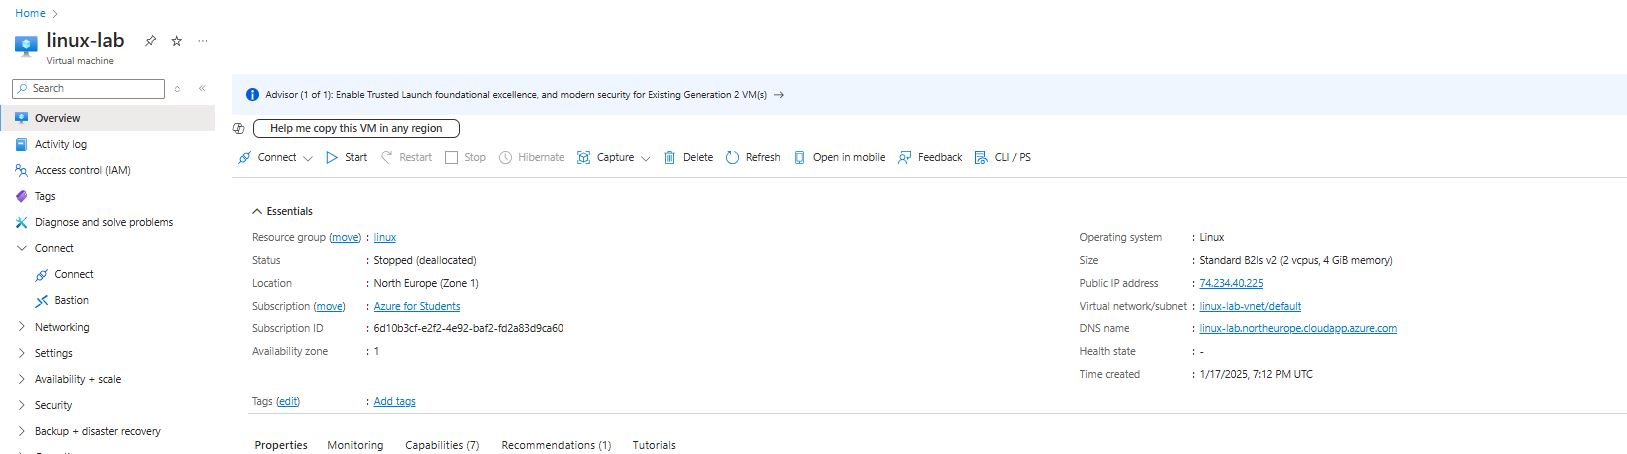 Home
linux-lab
Virtual machine
Search
Overview
Activity log
Access control (IAM)
Tags
Diagnose and solve problems
Connect
Connect
Bastion
Networking
Settings
Availability + scale
Security
Backup + disaster recovery
Advisor (1 of 1): Enable Trusted Launch foundational excellence, and modern security for Existing Generation 2 VM(s)
Help me copy this VM in any region
Connect Start Restart Stop Hibernate Capture Delete Refresh Open in mobile Feedback CLI / PS
Essentials
Resource group (move) : linux
Status : Stopped (deallocated)
Location : North Europe (Zone 1)
Subscription (move) : Azure for Students
Subscription ID : 6d10b3cf-e2f2-4e92-baf2-fd2a83d9ca60
Availability zone : 1
Operating system : Linux
Size : Standard B2ls v2 (2 vcpus, 4 GiB memory)
Public IP address : 74.234.40.225
Virtual network/subnet : linux-lab-vnet/default
DNS name : linux-lab.northeurope.cloudapp.azure.com
Health state : -
Time created : 1/17/2025, 7:12 PM UTC
Tags (edit) : Add tags
Properties Monitoring Capabilities (7) Recommendations (1) Tutorials